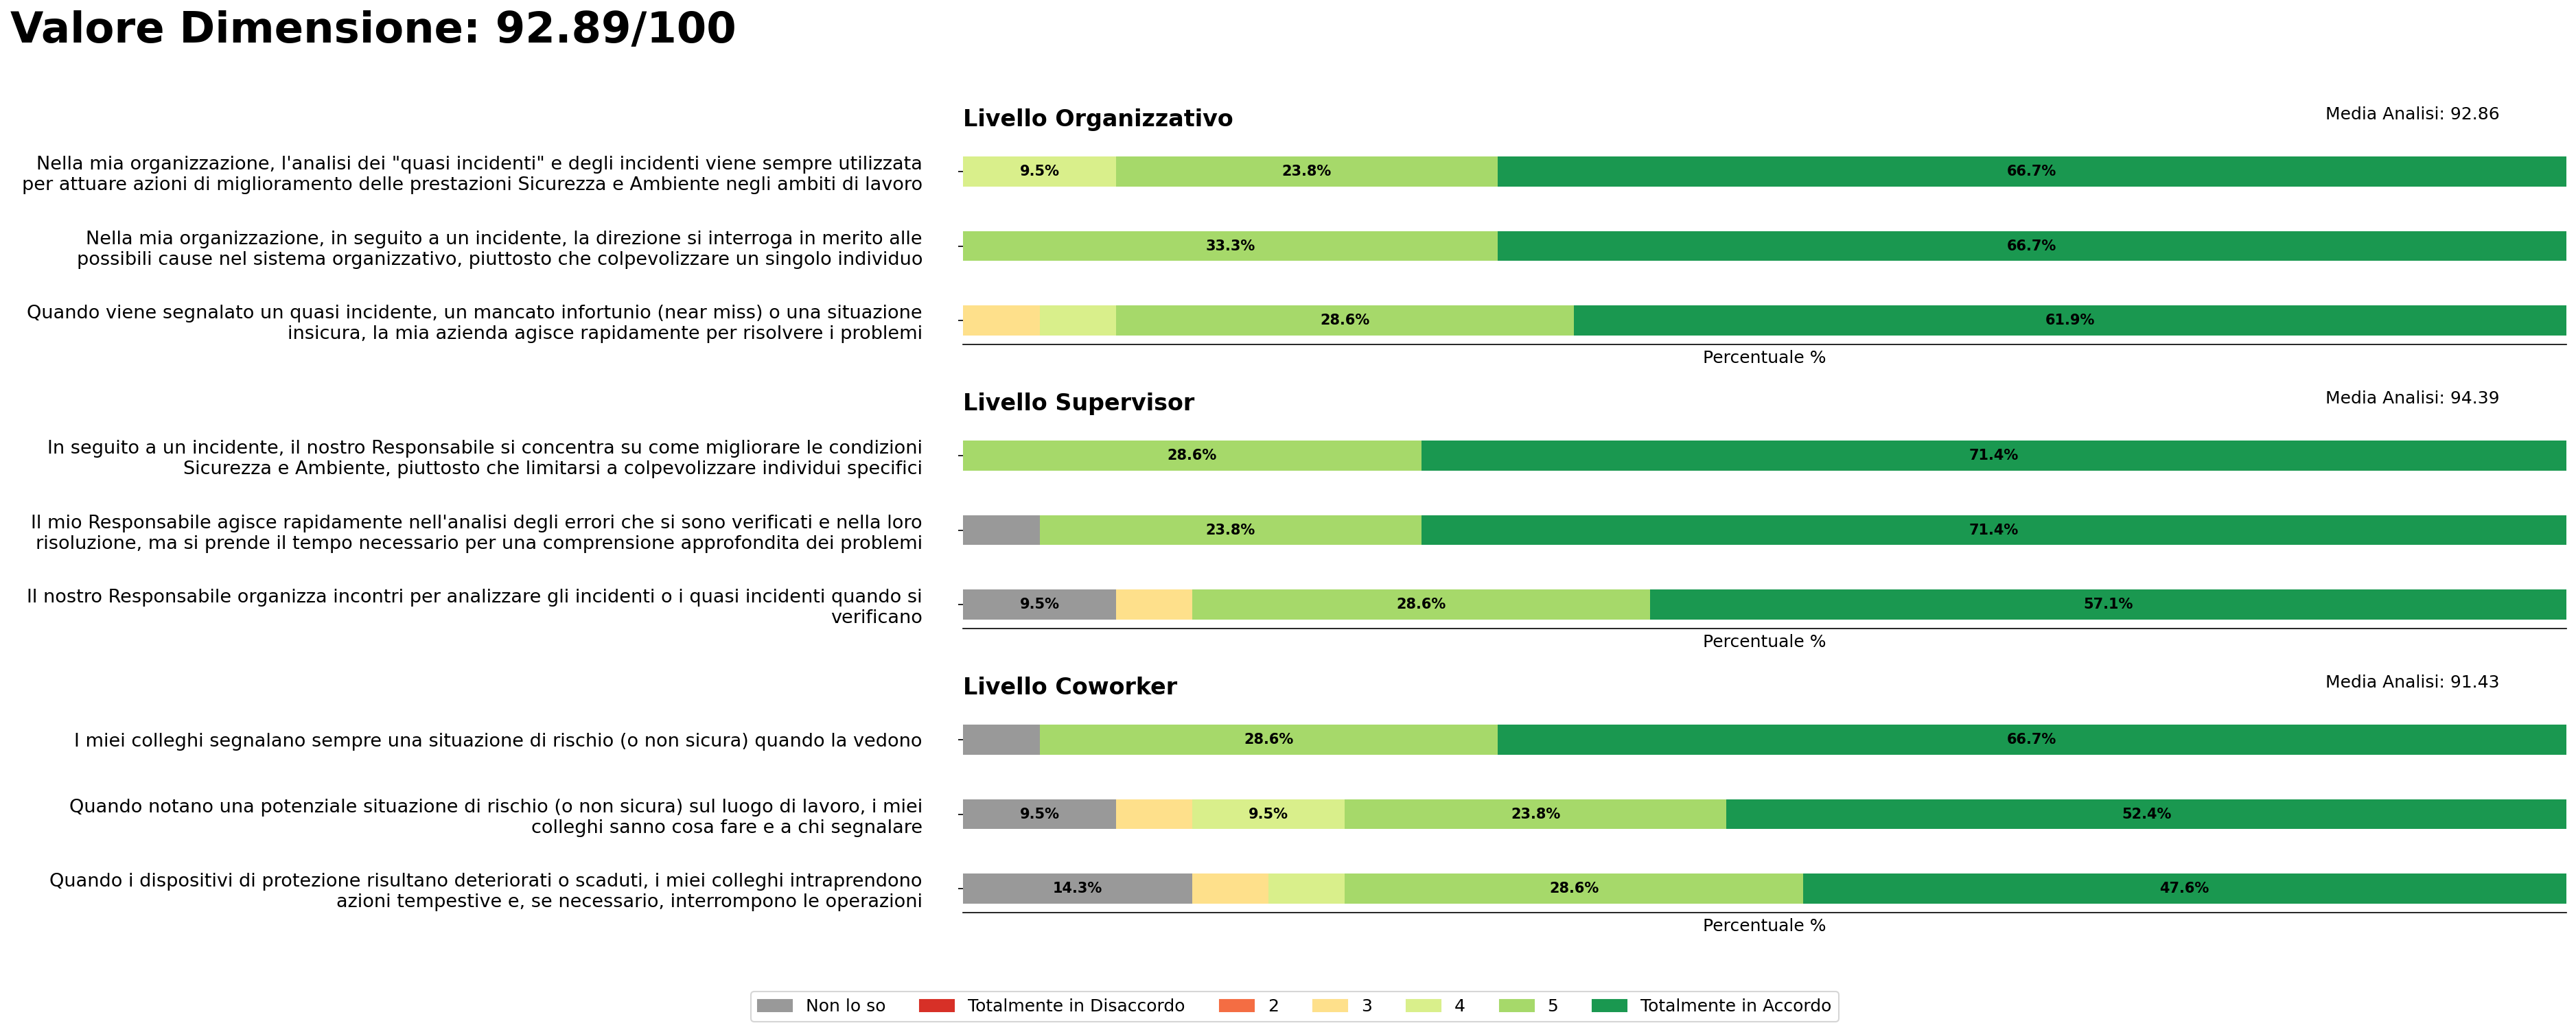 Valore Dimensione: 92.89/100
Livello Organizzativo
Media Analisi: 92.86
Nella mia organizzazione, l'analisi dei "quasi incidenti" e degli incidenti viene sempre utilizzata
per attuare azioni di miglioramento delle prestazioni Sicurezza e Ambiente negli ambiti di lavoro
9.5% 23.8% 66.7%
Nella mia organizzazione, in seguito a un incidente, la direzione si interroga in merito alle
possibili cause nel sistema organizzativo, piuttosto che colpevolizzare un singolo individuo
33.3% 66.7%
Quando viene segnalato un quasi incidente, un mancato infortunio (near miss) o una situazione
insicura, la mia azienda agisce rapidamente per risolvere i problemi
28.6% 61.9%
Percentuale %
Livello Supervisor
Media Analisi: 94.39
In seguito a un incidente, il nostro Responsabile si concentra su come migliorare le condizioni
Sicurezza e Ambiente, piuttosto che limitarsi a colpevolizzare individui specifici
28.6% 71.4%
Il mio Responsabile agisce rapidamente nell'analisi degli errori che si sono verificati e nella loro
risoluzione, ma si prende il tempo necessario per una comprensione approfondita dei problemi
23.8% 71.4%
Il nostro Responsabile organizza incontri per analizzare gli incidenti o i quasi incidenti quando si
verificano
9.5% 28.6% 57.1%
Percentuale %
Livello Coworker
Media Analisi: 91.43
I miei colleghi segnalano sempre una situazione di rischio (o non sicura) quando la vedono
28.6% 66.7%
Quando notano una potenziale situazione di rischio (o non sicura) sul luogo di lavoro, i miei
colleghi sanno cosa fare e a chi segnalare
9.5% 9.5% 23.8% 52.4%
Quando i dispositivi di protezione risultano deteriorati o scaduti, i miei colleghi intraprendono
azioni tempestive e, se necessario, interrompono le operazioni
14.3% 28.6% 47.6%
Percentuale %
Non lo so Totalmente in Disaccordo 2 3 4 5 Totalmente in Accordo